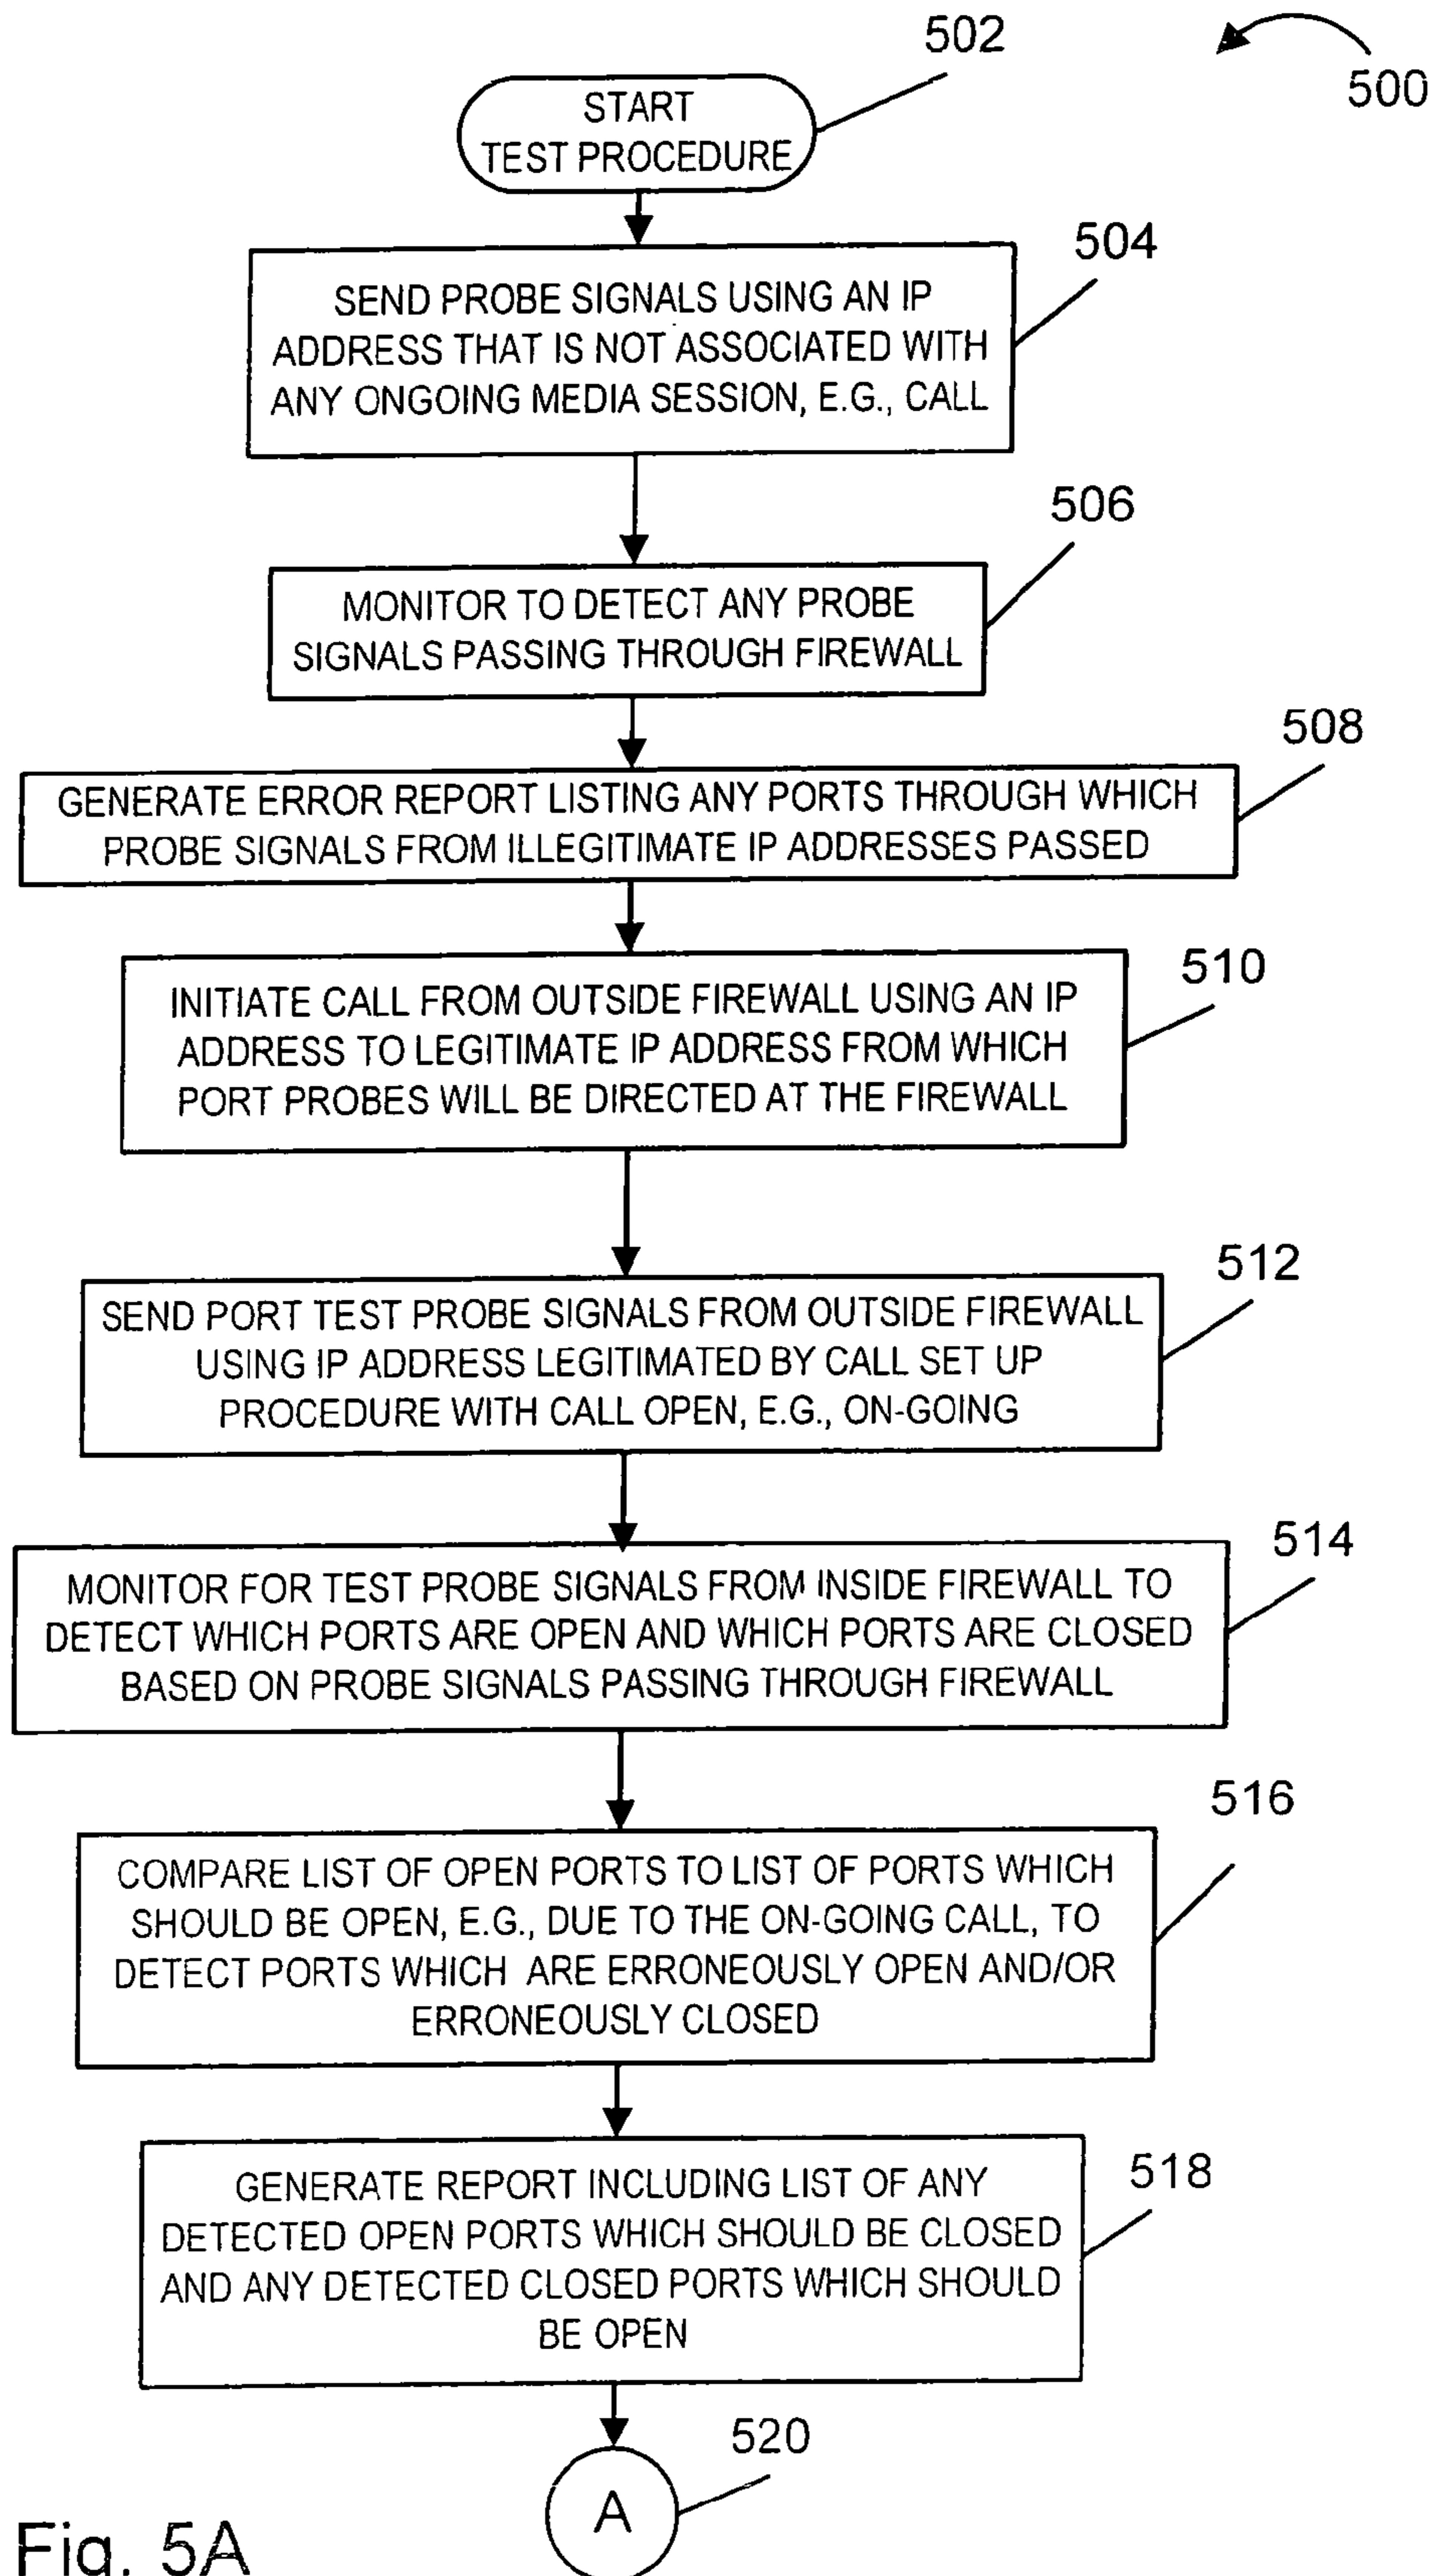 502
500
START
TEST PROCEDURE
504
SEND PROBE SIGNALS USING AN IP
ADDRESS THAT IS NOT ASSOCIATED WITH
ANY ONGOING MEDIA SESSION, E.G., CALL
506
MONITOR TO DETECT ANY PROBE
SIGNALS PASSING THROUGH FIREWALL
508
GENERATE ERROR REPORT LISTING ANY PORTS THROUGH WHICH
PROBE SIGNALS FROM ILLEGITIMATE IP ADDRESSES PASSED
510
INITIATE CALL FROM OUTSIDE FIREWALL USING AN IP
ADDRESS TO LEGITIMATE IP ADDRESS FROM WHICH
PORT PROBES WILL BE DIRECTED AT THE FIREWALL
512
SEND PORT TEST PROBE SIGNALS FROM OUTSIDE FIREWALL
USING IP ADDRESS LEGITIMATED BY CALL SET UP
PROCEDURE WITH CALL OPEN, E.G., ON-GOING
514
MONITOR FOR TEST PROBE SIGNALS FROM INSIDE FIREWALL TO
DETECT WHICH PORTS ARE OPEN AND WHICH PORTS ARE CLOSED
BASED ON PROBE SIGNALS PASSING THROUGH FIREWALL
516
COMPARE LIST OF OPEN PORTS TO LIST OF PORTS WHICH
SHOULD BE OPEN, E.G., DUE TO THE ON-GOING CALL, TO
DETECT PORTS WHICH ARE ERRONEOUSLY OPEN AND/OR
ERRONEOUSLY CLOSED
518
GENERATE REPORT INCLUDING LIST OF ANY
DETECTED OPEN PORTS WHICH SHOULD BE CLOSED
AND ANY DETECTED CLOSED PORTS WHICH SHOULD
BE OPEN
520
A
Fig. 5A